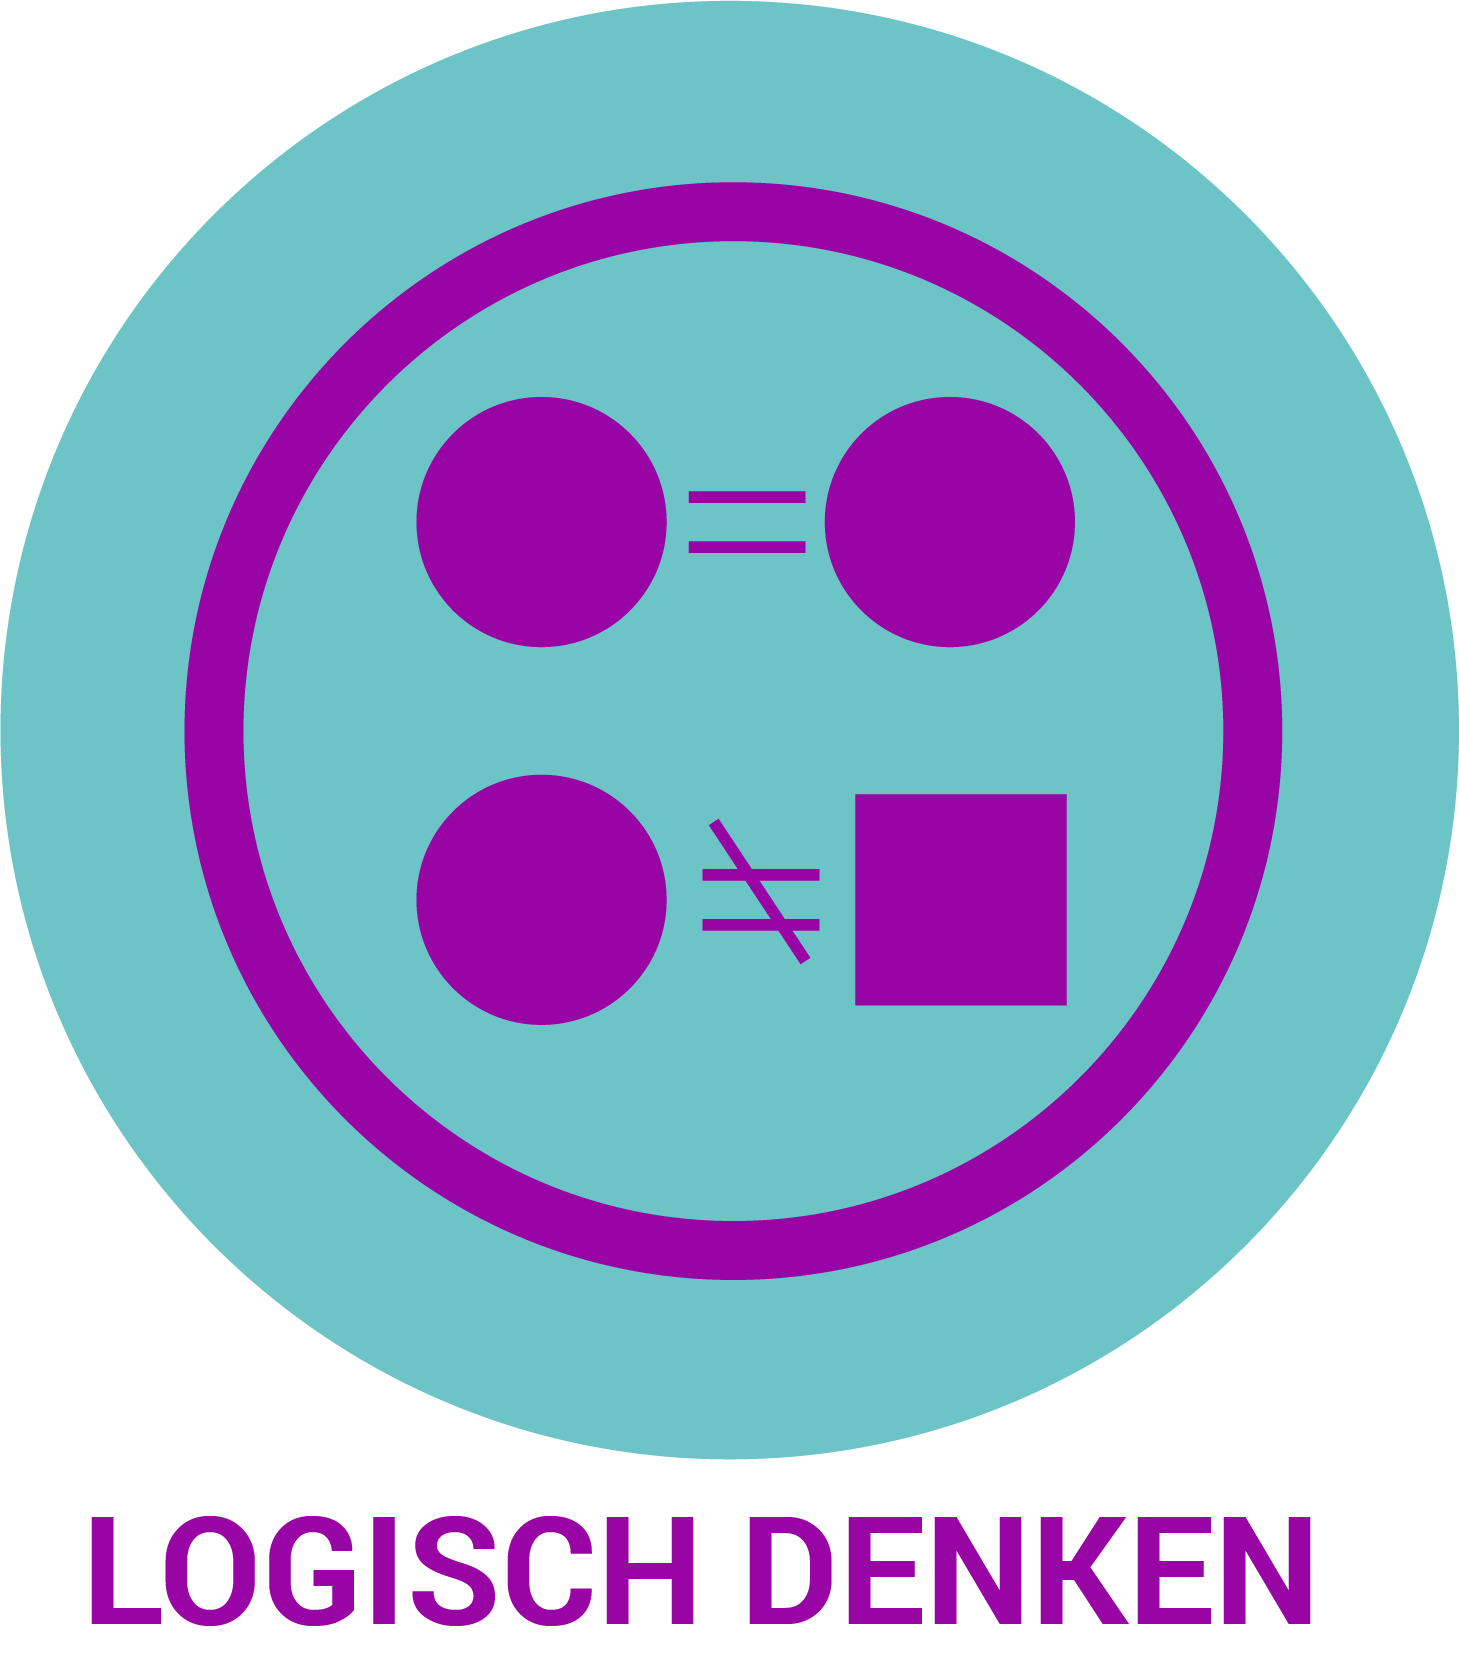 =
≠
LOGISCH DENKEN